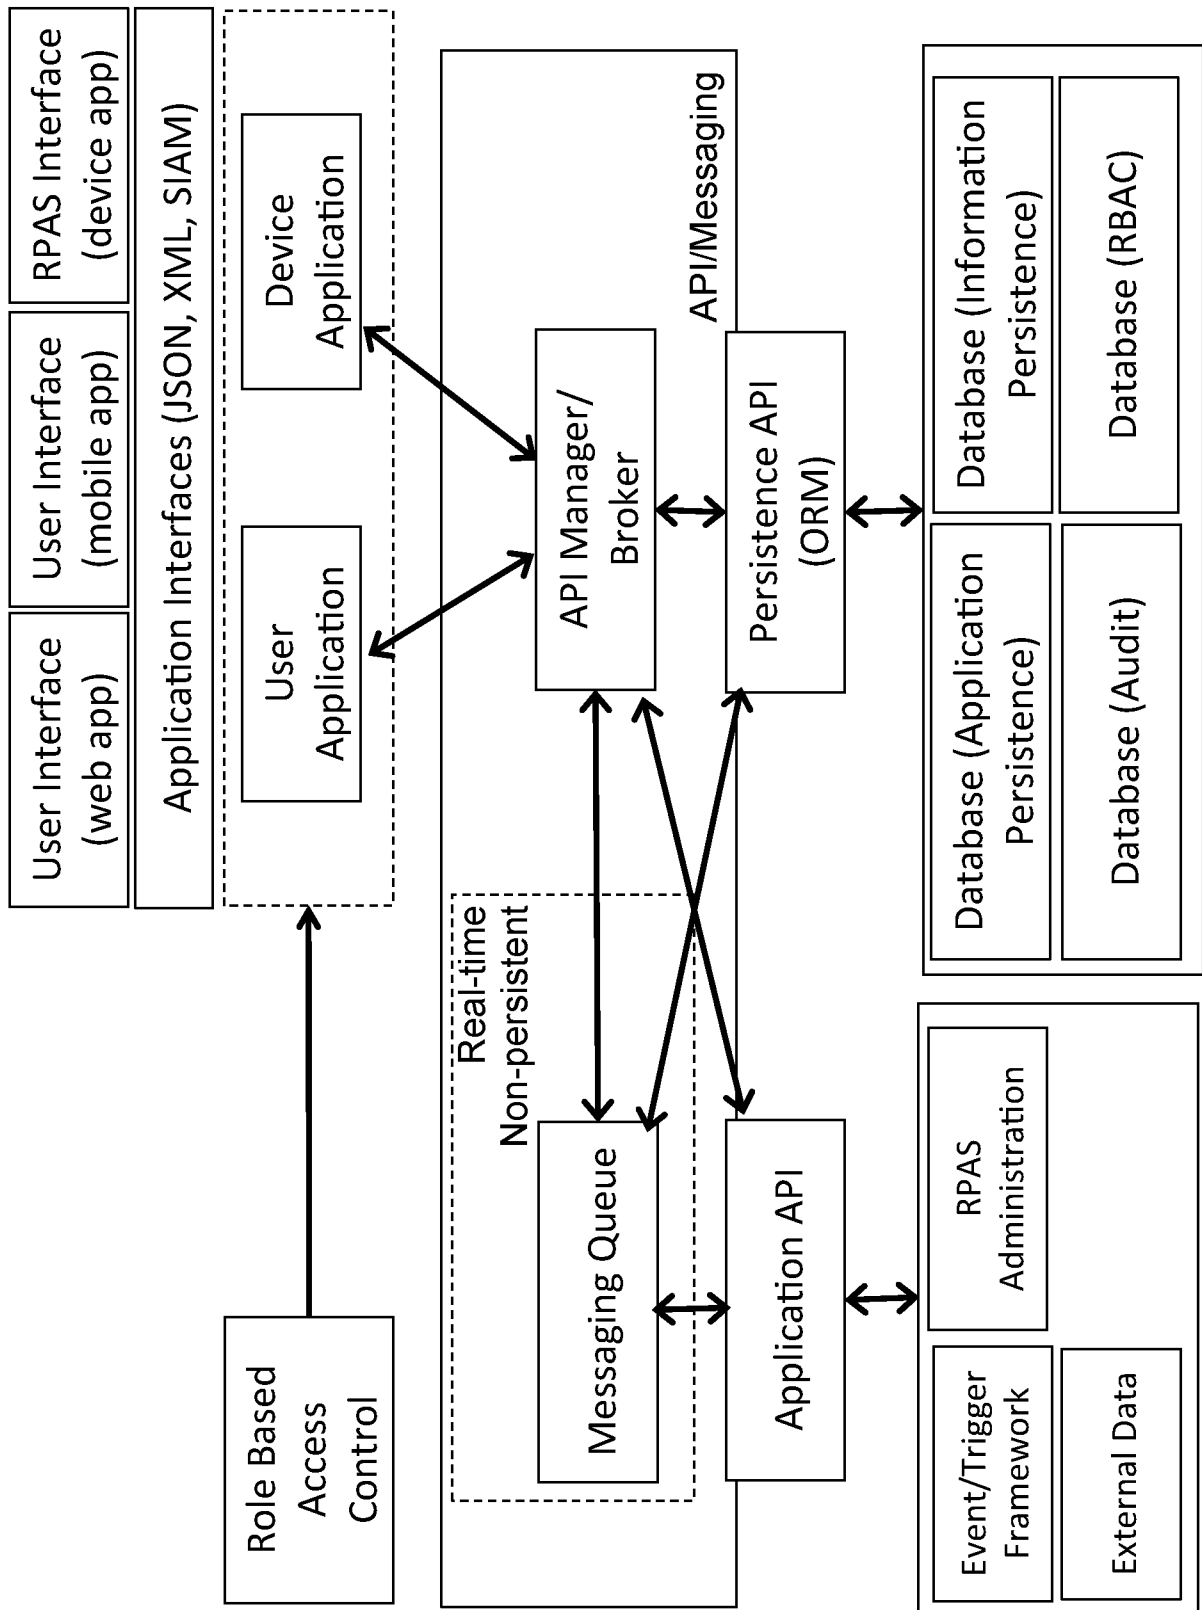 User Interface
(web app)
User Interface
(mobile app)
RPAS Interface
(device app)
Application Interfaces (JSON, XML, SIAM)
Role Based
Access
Control
User
Application
Device
Application
Real-time
Non-persistent
Messaging Queue
API Manager/
Broker
API/Messaging
Application API
Persistence API
(ORM)
Event/Trigger
Framework
RPAS
Administration
External Data
Database (Application
Persistence)
Database (Information
Persistence)
Database (Audit)
Database (RBAC)